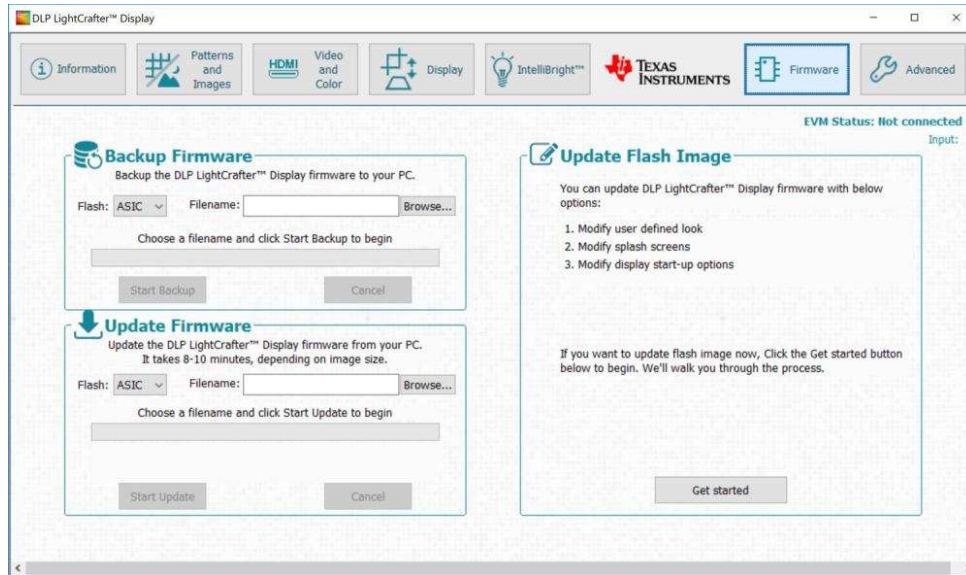 DLP LightCrafter™ Display
Information
Patterns
and
Images
HDMI
Video
and
Color
Display
IntelliBright™
TEXAS
INSTRUMENTS
Firmware
Advanced
EVM Status: Not connected
Input:
Backup Firmware
Backup the DLP LightCrafter™ Display firmware to your PC.
Flash: ASIC Filename: Browse...
Choose a filename and click Start Backup to begin
Start Backup Cancel
Update Firmware
Update the DLP LightCrafter™ Display firmware from your PC.
It takes 8-10 minutes, depending on image size.
Flash: ASIC Filename: Browse...
Choose a filename and click Start Update to begin
Start Update Cancel
Update Flash Image
You can update DLP LightCrafter™ Display firmware with below
options:
1. Modify user defined look
2. Modify splash screens
3. Modify display start-up options
If you want to update flash image now, Click the Get started button
below to begin. We'll walk you through the process.
Get started